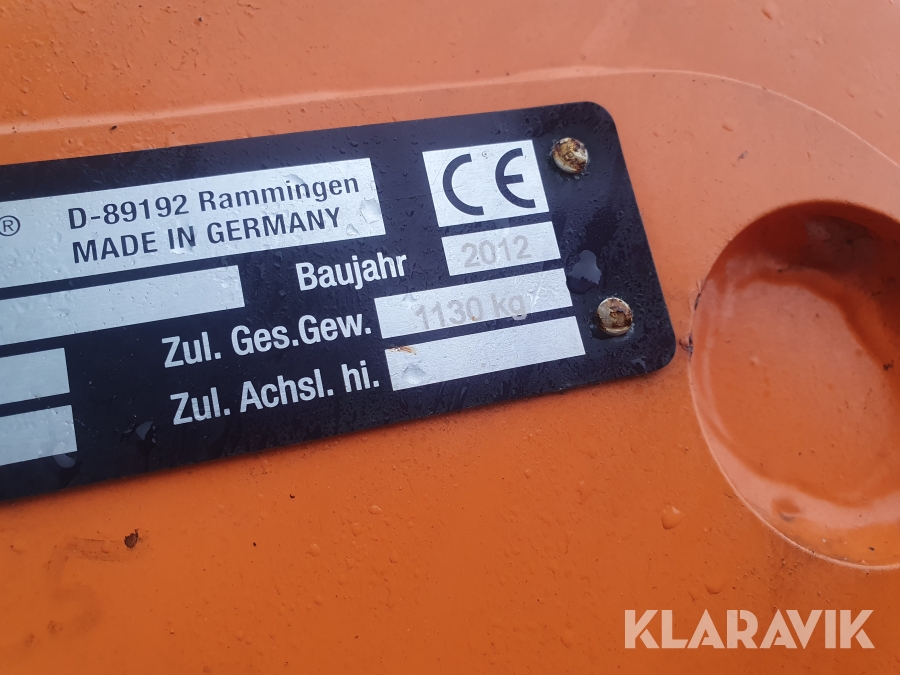 ® D-89192 Rammingen
MADE IN GERMANY
CE
Baujahr 2012
Zul. Ges.Gew. 1130 kg
Zul. Achsl. hi.
KLARAVIK